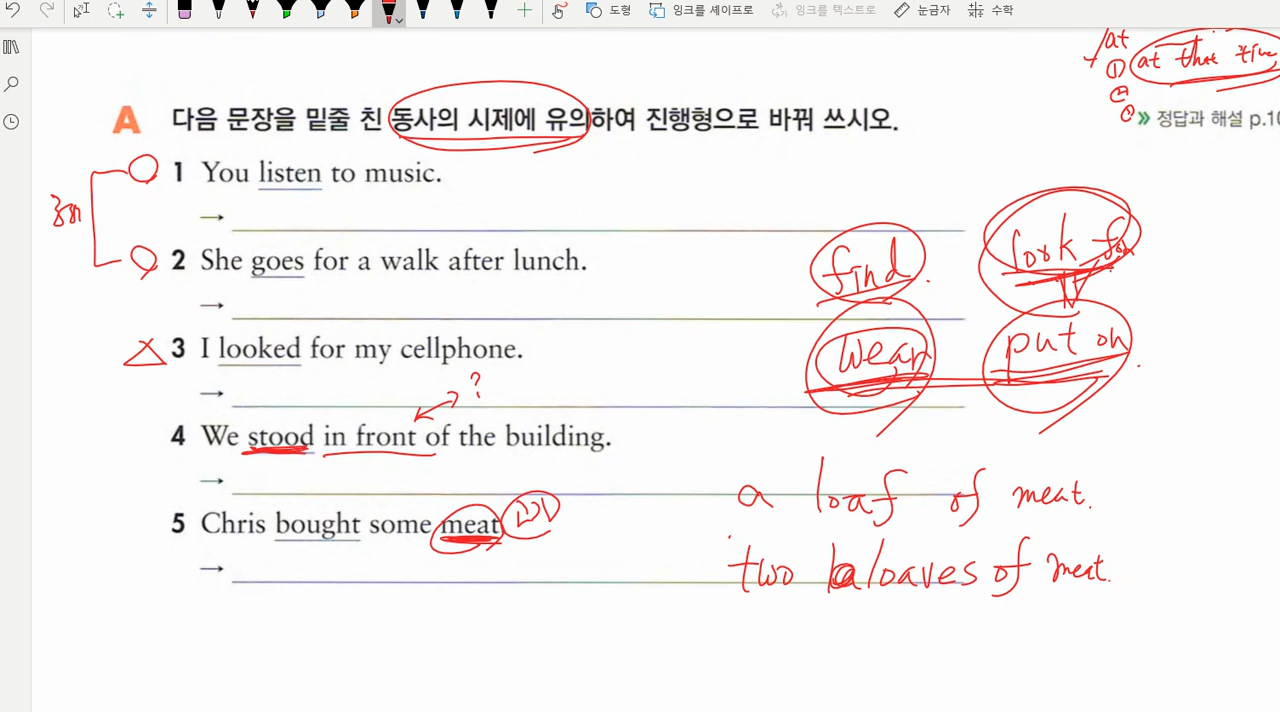 도형 잉크를 셰이프로 잉크를 텍스트로 눈금자 수학
at
① at that time
②
정답과 해설 p.10
A 다음 문장을 밑줄 친 동사의 시제에 유의하여 진행형으로 바꿔 쓰시오.
1 You listen to music.
→
2 She goes for a walk after lunch.
→
find. look for
3 I looked for my cellphone.
→
wear put on.
?
4 We stood in front of the building.
→
a loaf of meat.
5 Chris bought some meat.
→
two loaves of meat.